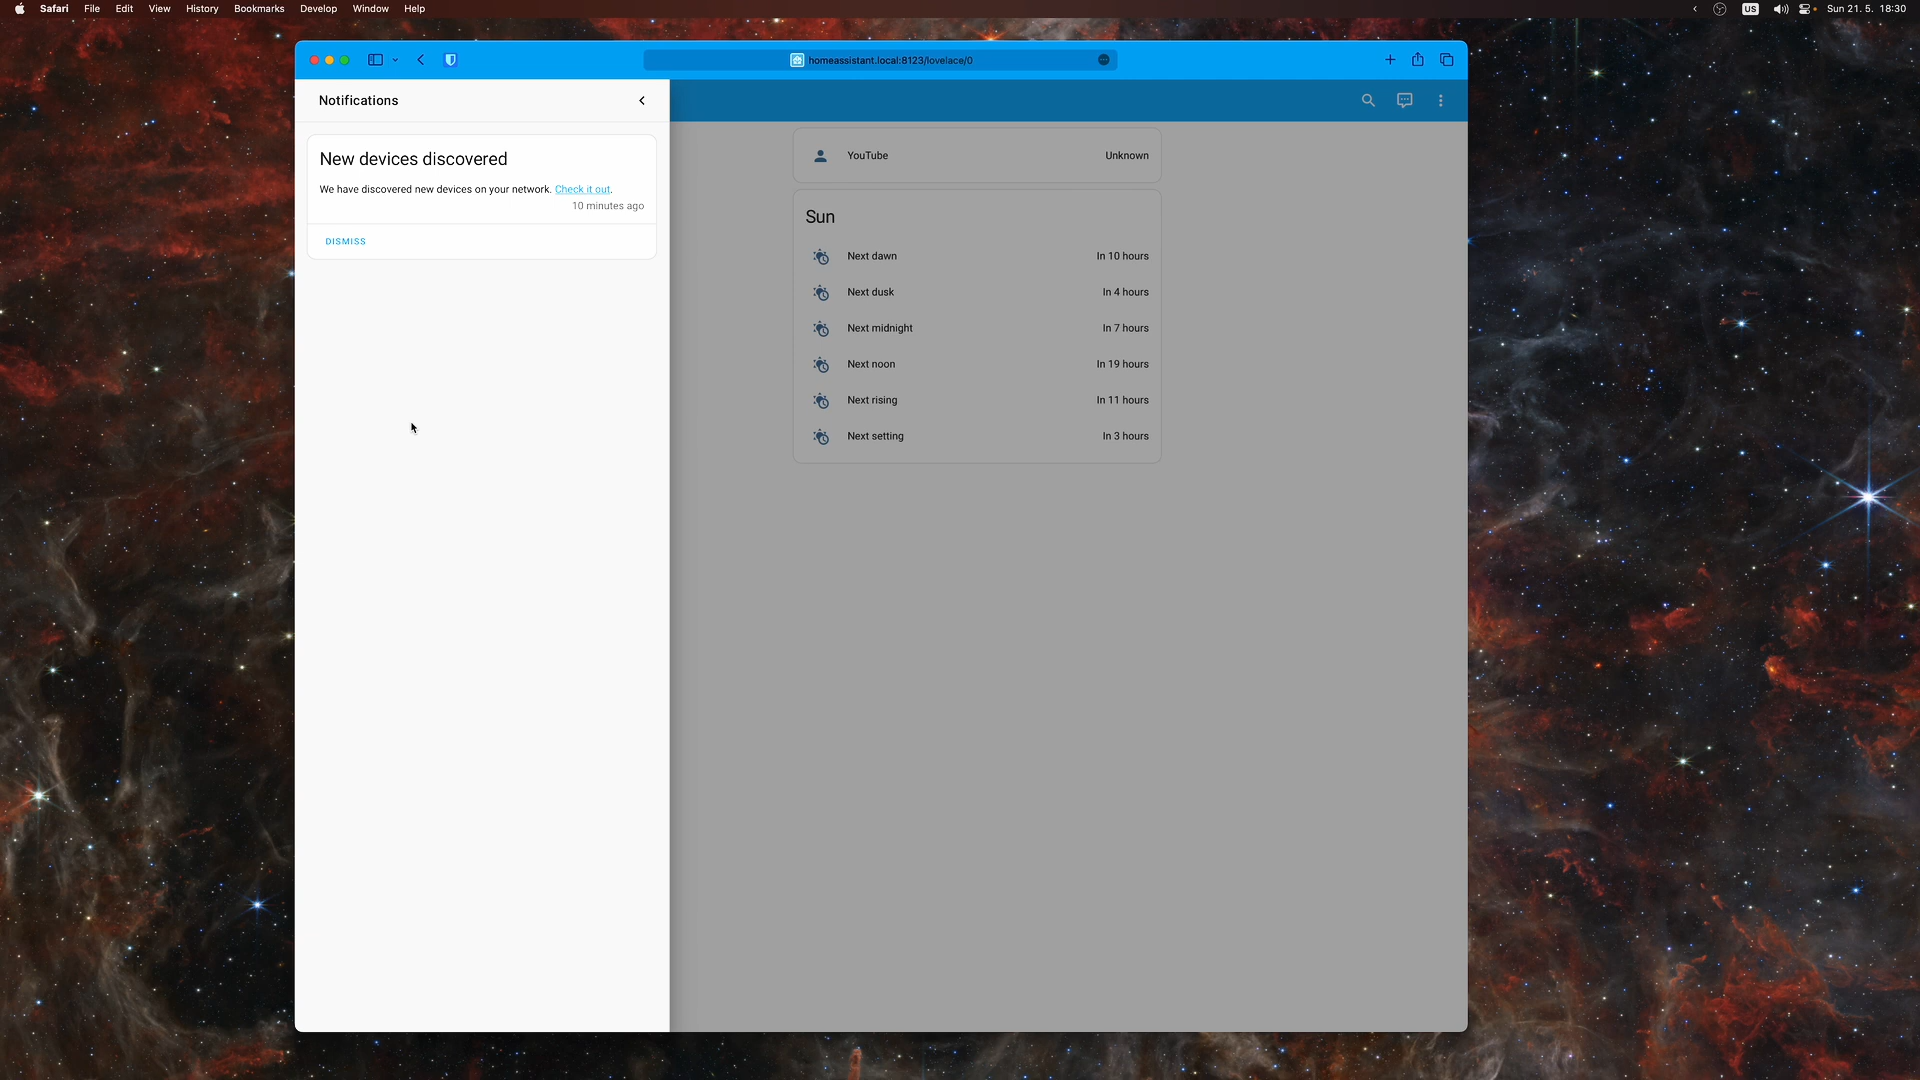 Safari File Edit View History Bookmarks Develop Window Help US Sun 21. 5. 18:30
homeassistant.local:8123/lovelace/0
Notifications
New devices discovered
We have discovered new devices on your network. Check it out.
10 minutes ago
DISMISS
YouTube Unknown
Sun
Next dawn In 10 hours
Next dusk In 4 hours
Next midnight In 7 hours
Next noon In 19 hours
Next rising In 11 hours
Next setting In 3 hours